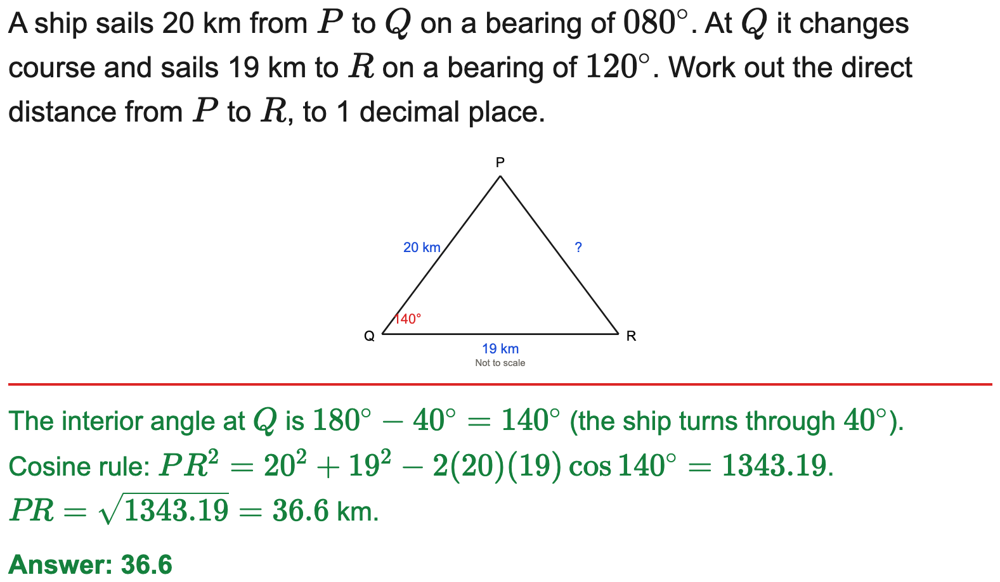 A ship sails 20 km from P to Q on a bearing of 080°. At Q it changes
course and sails 19 km to R on a bearing of 120°. Work out the direct
distance from P to R, to 1 decimal place.
P
20 km
?
140°
Q
R
19 km
Not to scale
The interior angle at Q is 180° − 40° = 140° (the ship turns through 40°).
Cosine rule: PR² = 20² + 19² − 2(20)(19) cos 140° = 1343.19.
PR = √1343.19 = 36.6 km.
Answer: 36.6